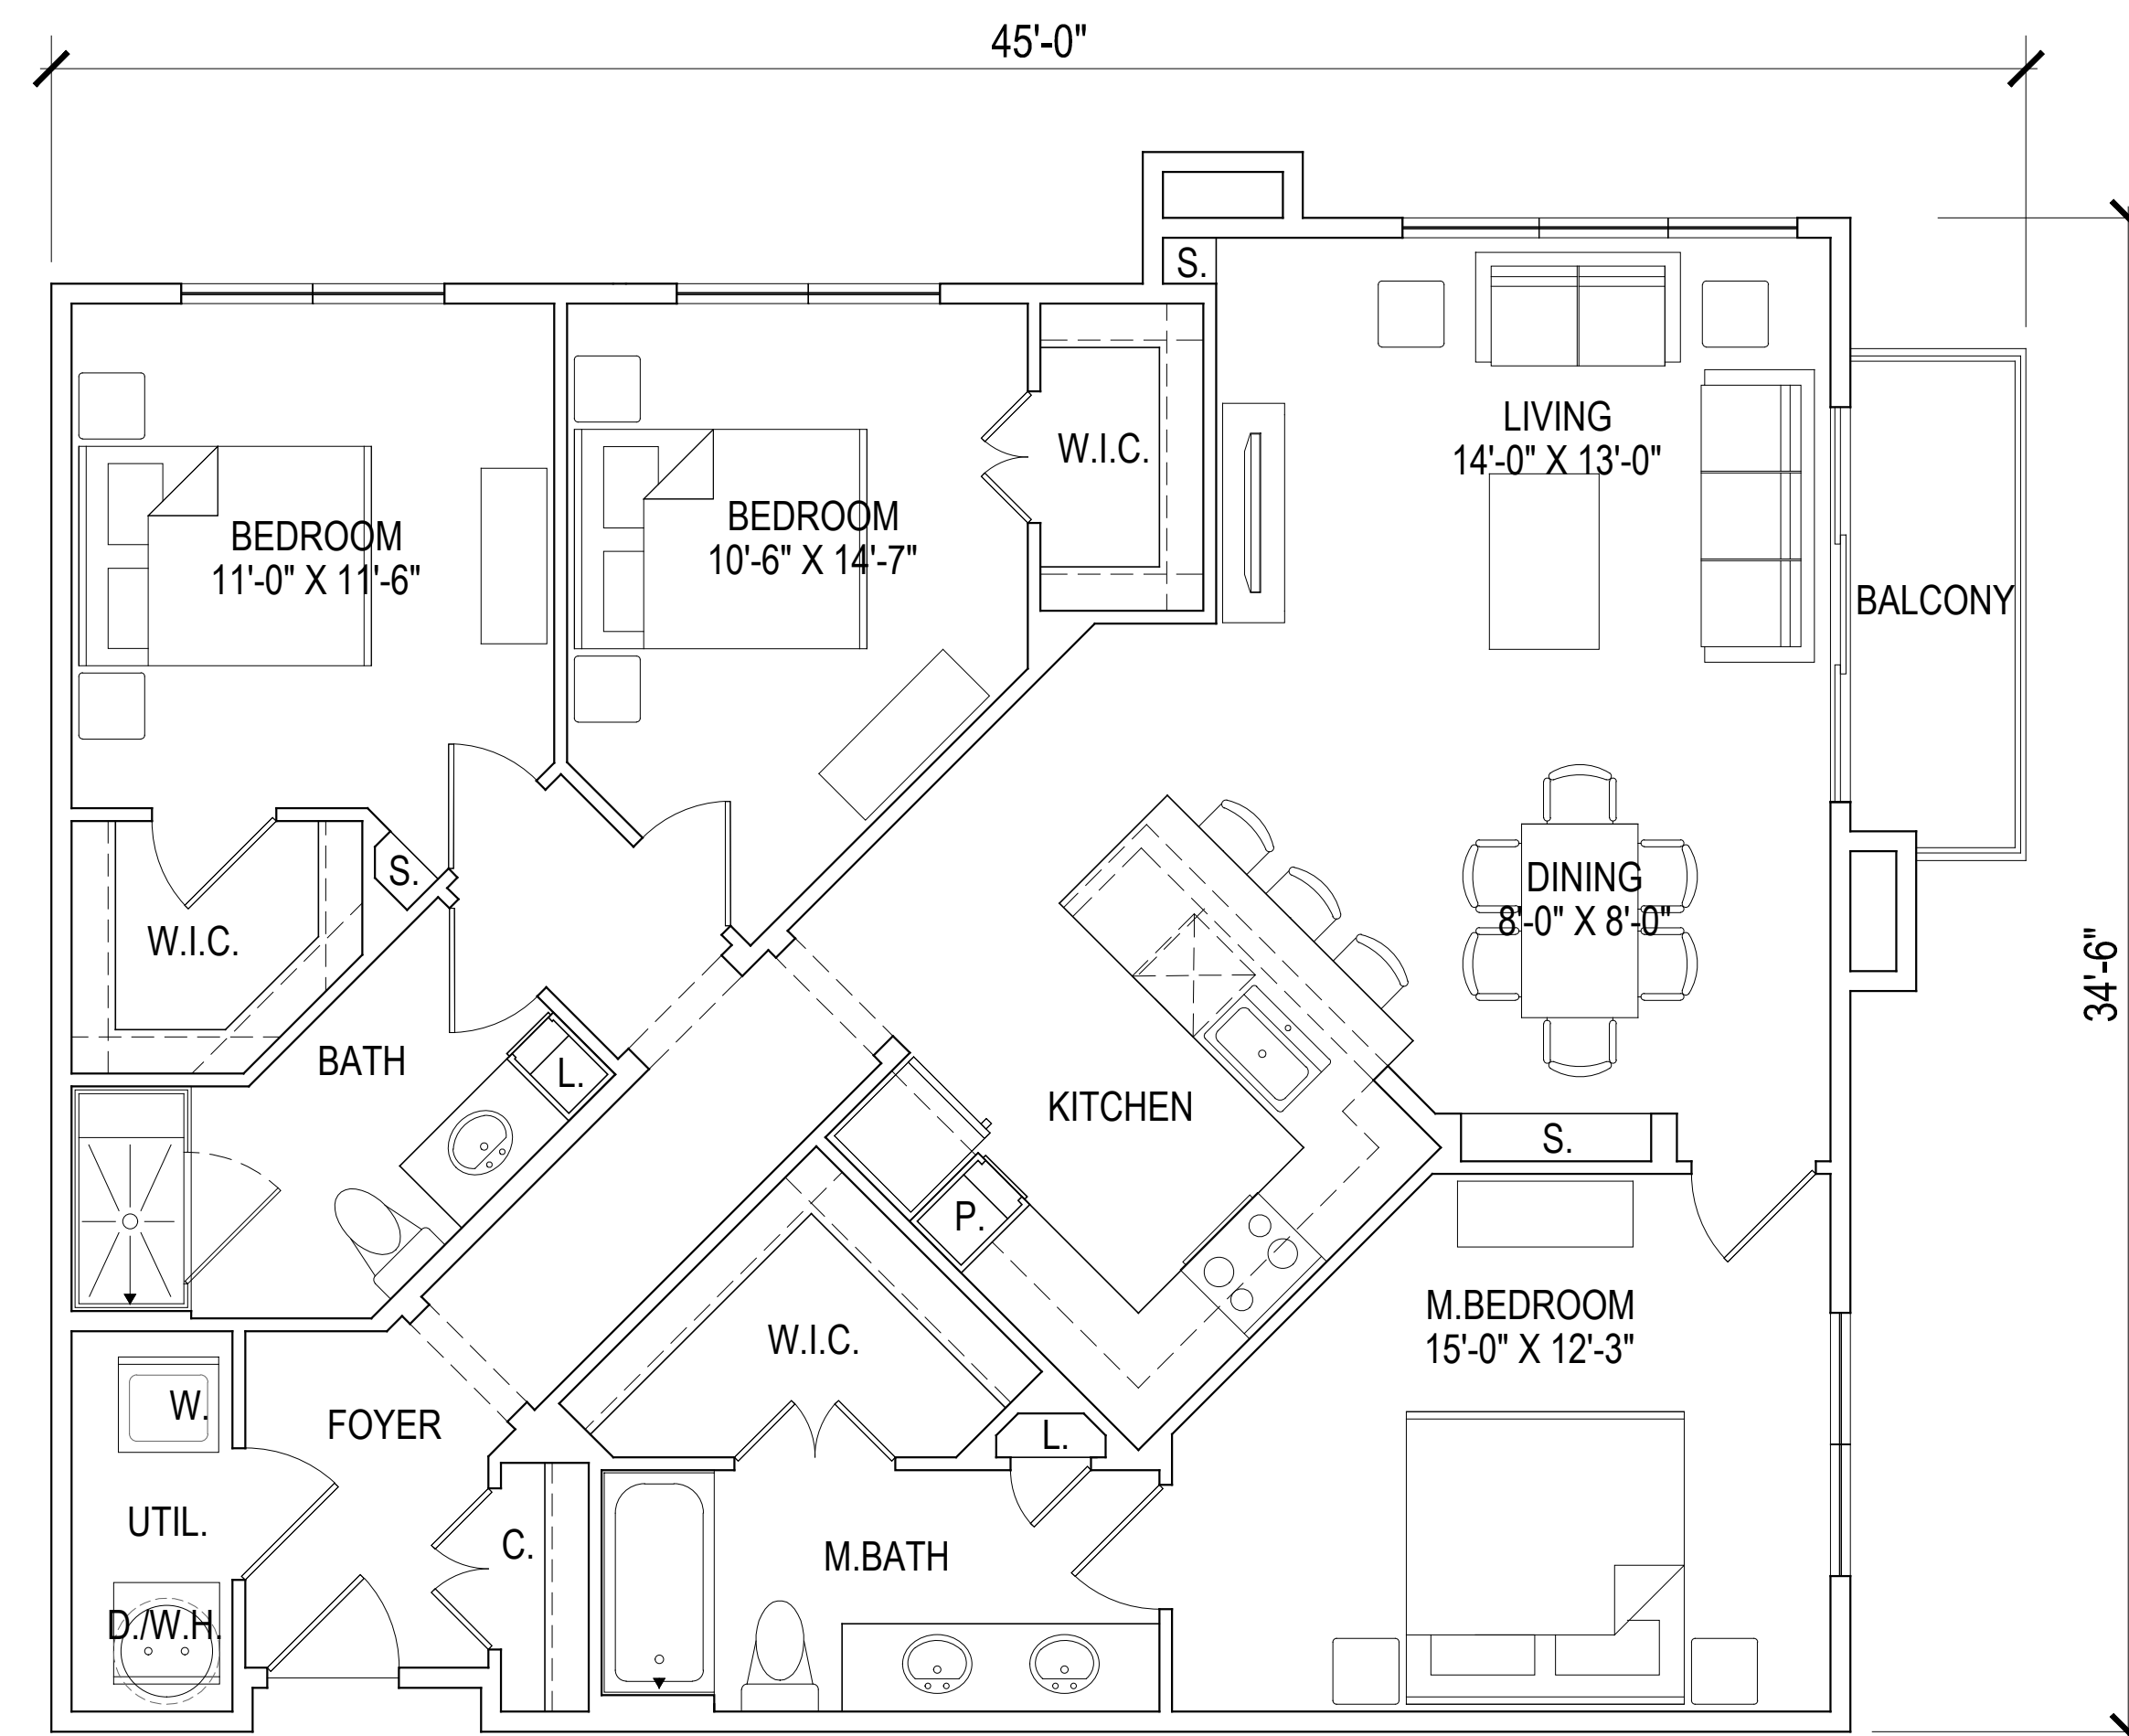 45'-0"
S.
LIVING
14'-0" X 13'-0"
W.I.C.
BEDROOM
10'-6" X 14'-7"
BEDROOM
11'-0" X 11'-6"
BALCONY
S.
DINING
8'-0" X 8'-0"
W.I.C.
34'-6"
BATH
L.
KITCHEN
S.
P.
M.BEDROOM
15'-0" X 12'-3"
W.I.C.
W.
FOYER
L.
UTIL.
C.
M.BATH
D./W.H.